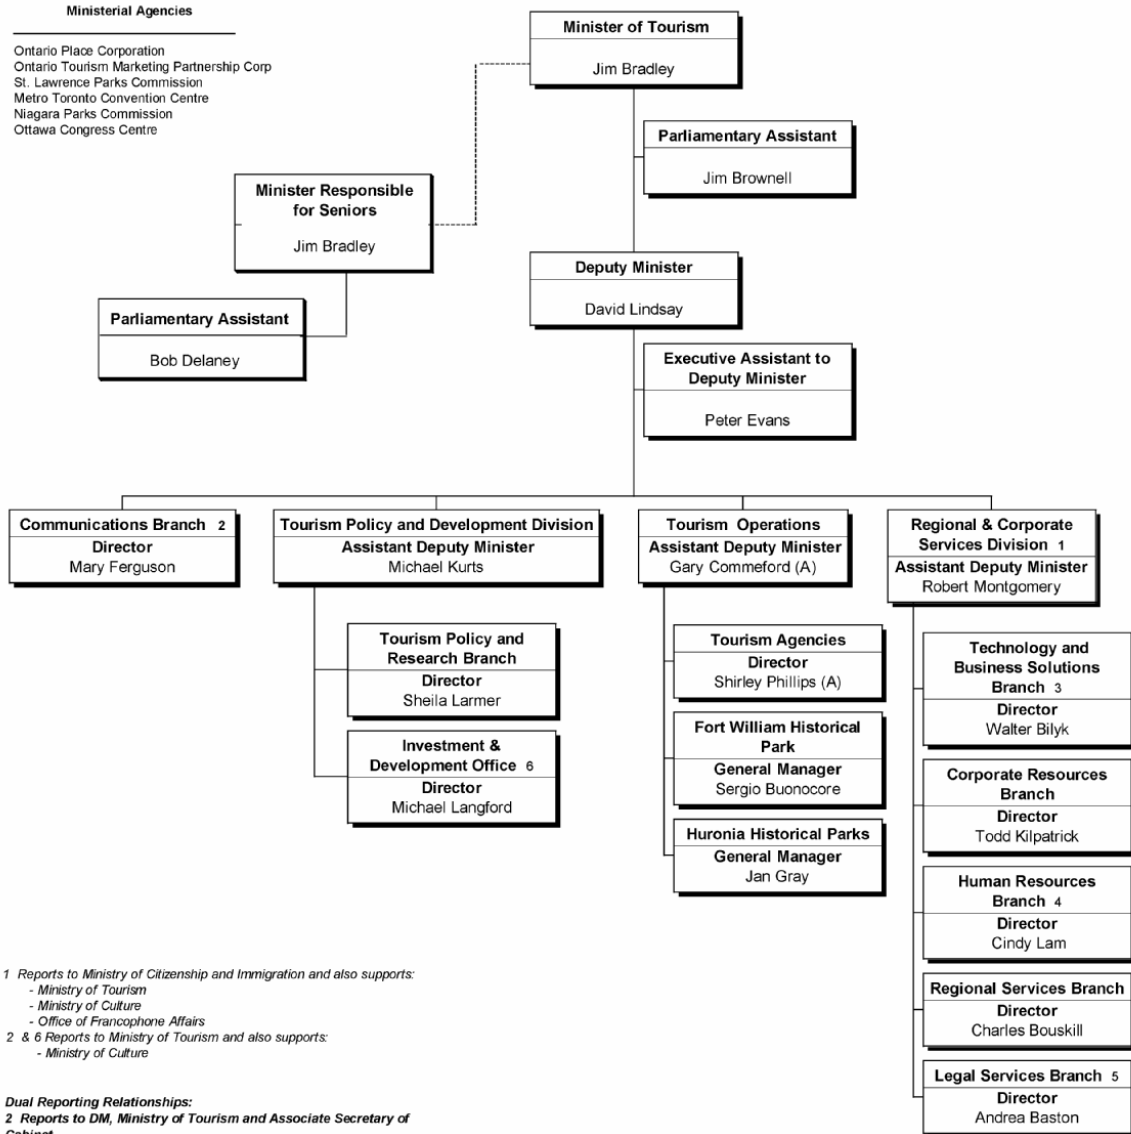 Ministerial Agencies
Ontario Place Corporation
Ontario Tourism Marketing Partnership Corp
St. Lawrence Parks Commission
Metro Toronto Convention Centre
Niagara Parks Commission
Ottawa Congress Centre
Minister of Tourism
Jim Bradley
Parliamentary Assistant
Jim Brownell
Minister Responsible
for Seniors
Jim Bradley
Parliamentary Assistant
Bob Delaney
Deputy Minister
David Lindsay
Executive Assistant to
Deputy Minister
Peter Evans
Communications Branch 2
Director
Mary Ferguson
Tourism Policy and Development Division
Assistant Deputy Minister
Michael Kurts
Tourism Policy and
Research Branch
Director
Sheila Larmer
Investment &
Development Office 6
Director
Michael Langford
Tourism Operations
Assistant Deputy Minister
Gary Commeford (A)
Tourism Agencies
Director
Shirley Phillips (A)
Fort William Historical
Park
General Manager
Sergio Buonocore
Huronia Historical Parks
General Manager
Jan Gray
Regional & Corporate
Services Division 1
Assistant Deputy Minister
Robert Montgomery
Technology and
Business Solutions
Branch 3
Director
Walter Bilyk
Corporate Resources
Branch
Director
Todd Kilpatrick
Human Resources
Branch 4
Director
Cindy Lam
Regional Services Branch
Director
Charles Bouskill
Legal Services Branch 5
Director
Andrea Baston
1 Reports to Ministry of Citizenship and Immigration and also supports:
- Ministry of Tourism
- Ministry of Culture
- Office of Francophone Affairs
2 & 6 Reports to Ministry of Tourism and also supports:
- Ministry of Culture
Dual Reporting Relationships:
2 Reports to DM, Ministry of Tourism and Associate Secretary of